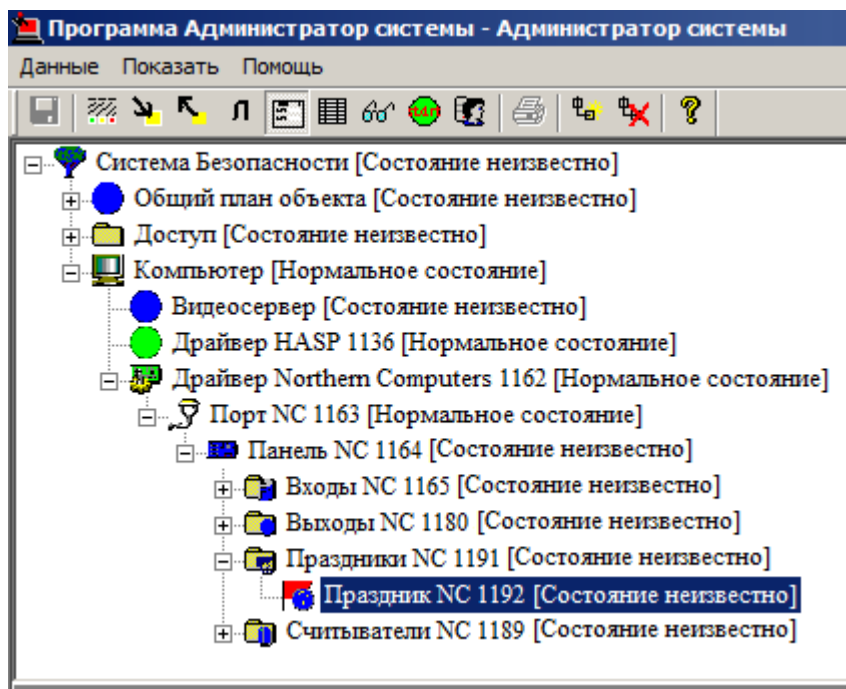 Программа Администратор системы - Администратор системы
Данные Показать Помощь
Л
Система Безопасности [Состояние неизвестно]
Общий план объекта [Состояние неизвестно]
Доступ [Состояние неизвестно]
Компьютер [Нормальное состояние]
Видеосервер [Состояние неизвестно]
Драйвер HASP 1136 [Нормальное состояние]
Драйвер Northern Computers 1162 [Нормальное состояние]
Порт NC 1163 [Нормальное состояние]
Панель NC 1164 [Состояние неизвестно]
Входы NC 1165 [Состояние неизвестно]
Выходы NC 1180 [Состояние неизвестно]
Праздники NC 1191 [Состояние неизвестно]
Праздник NC 1192 [Состояние неизвестно]
Считыватели NC 1189 [Состояние неизвестно]